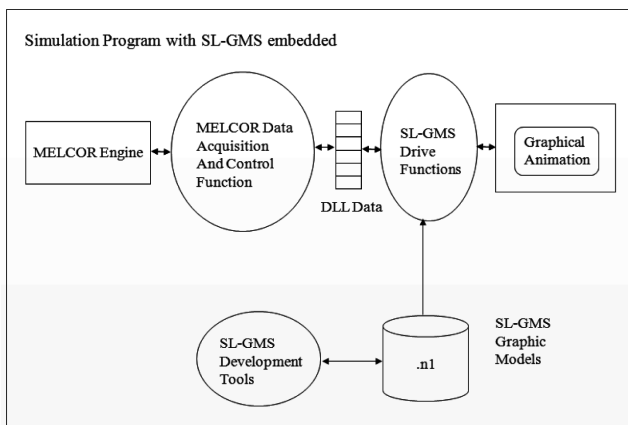 Simulation Program with SL-GMS embedded
MELCOR Engine
MELCOR Data
Acquisition
And Control
Function
DLL Data
SL-GMS
Drive
Functions
Graphical
Animation
SL-GMS
Development
Tools
.n1
SL-GMS
Graphic
Models